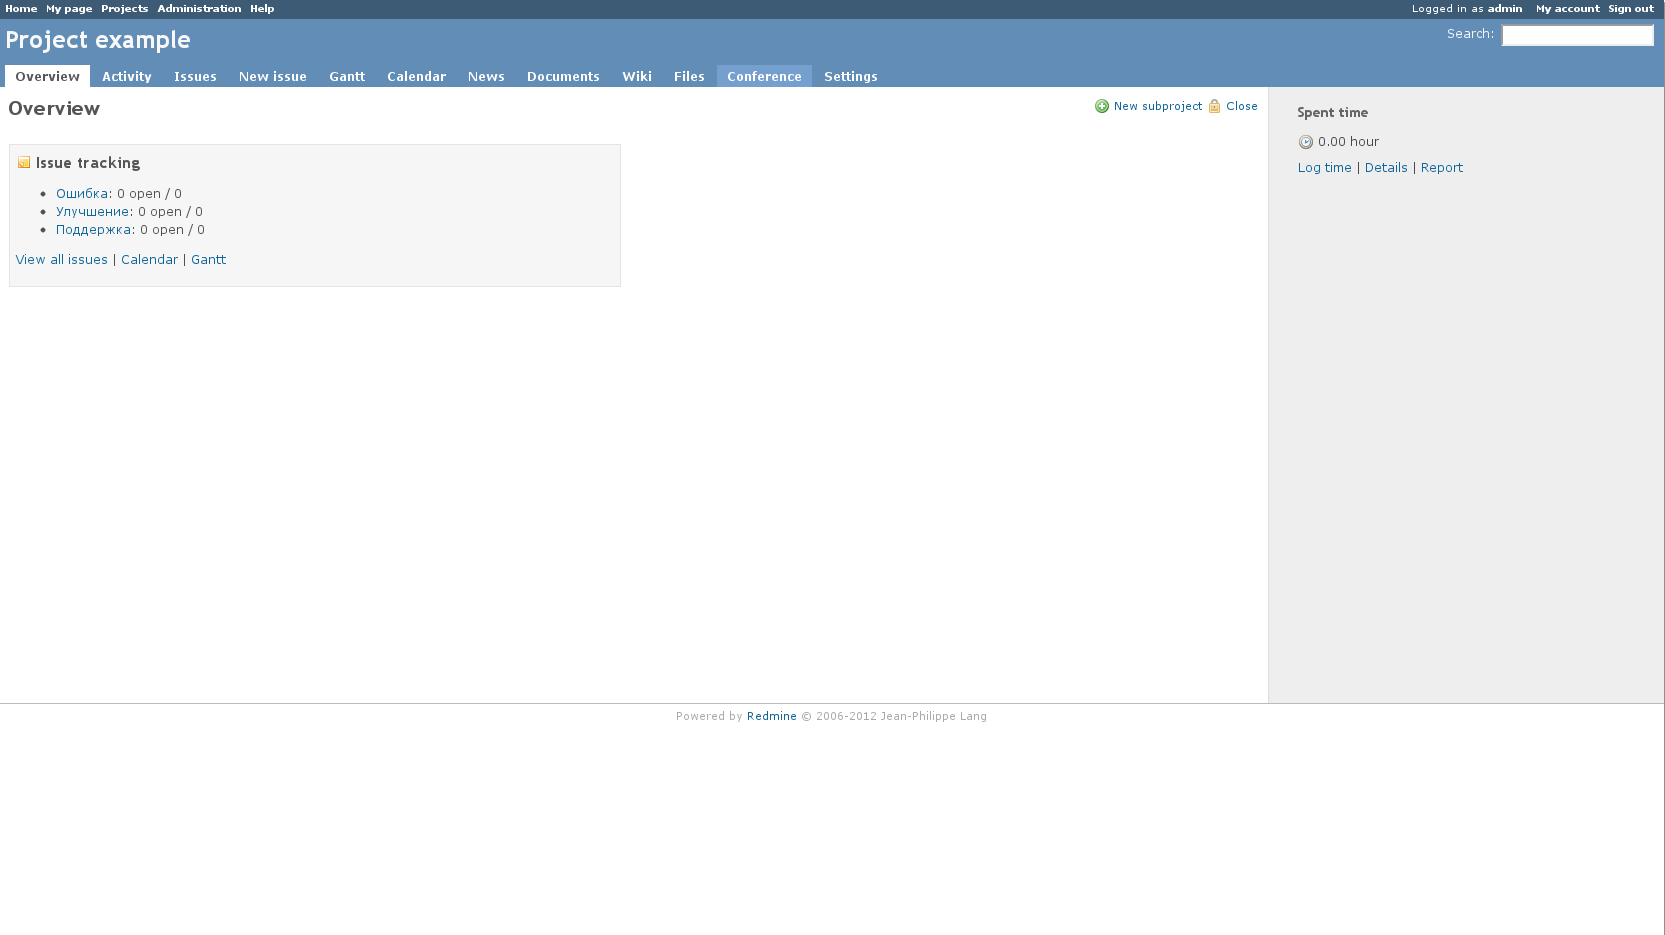 Home My page Projects Administration Help Logged in as admin My account Sign out
Project example Search:
Overview Activity Issues New issue Gantt Calendar News Documents Wiki Files Conference Settings
Overview New subproject Close
Spent time
0.00 hour
Log time | Details | Report
Issue tracking
Ошибка: 0 open / 0
Улучшение: 0 open / 0
Поддержка: 0 open / 0
View all issues | Calendar | Gantt
Powered by Redmine © 2006-2012 Jean-Philippe Lang